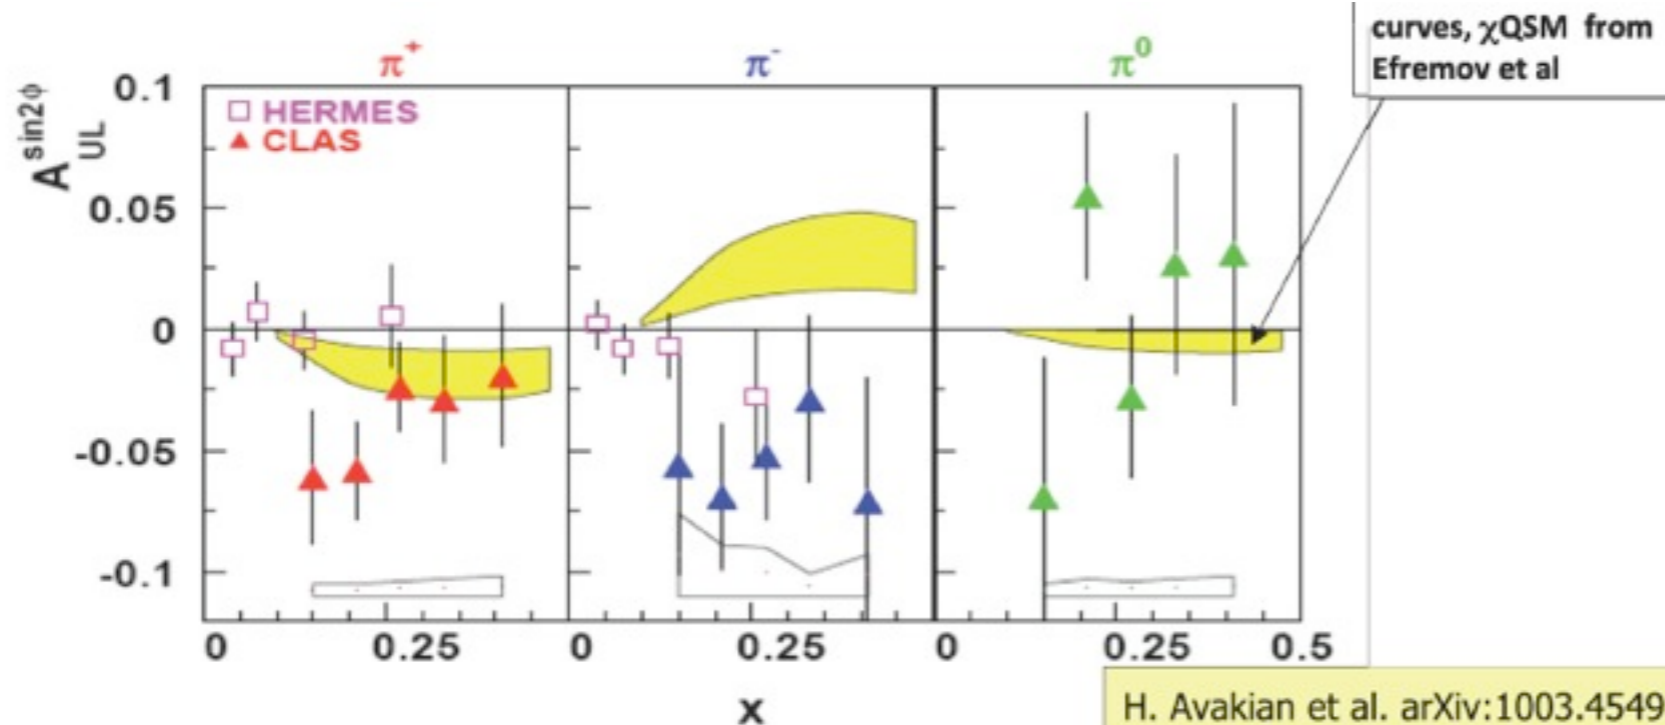 curves, χQSM from
Efremov et al
π+ π- π0
HERMES
CLAS
A UL sin2ϕ
0.1
0.05
0
-0.05
-0.1
0 0.25 0 0.25 0 0.25 0.5
x
H. Avakian et al. arXiv:1003.4549